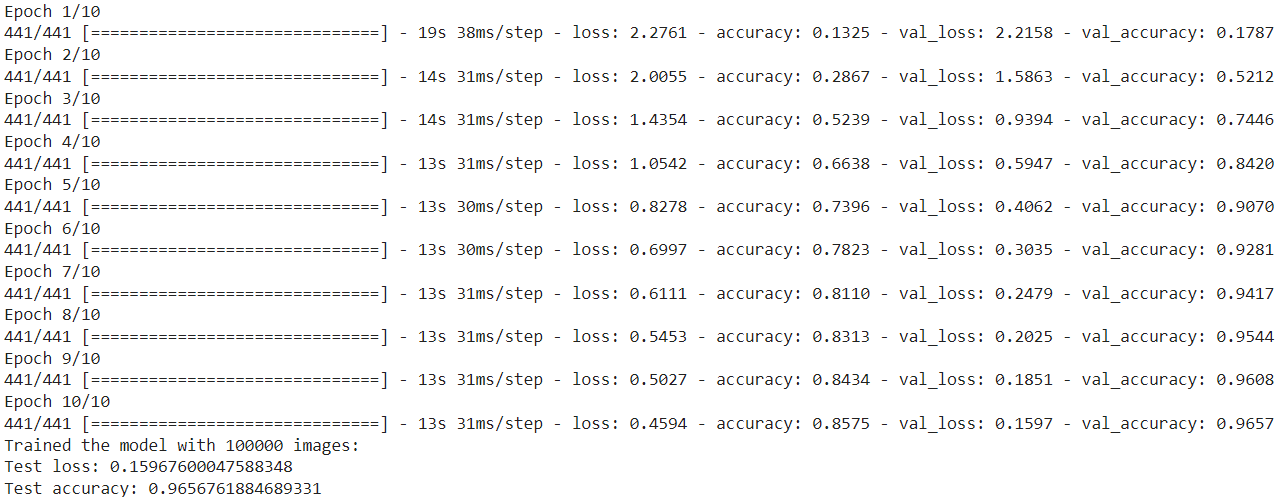 Epoch 1/10
441/441 [==============================] - 19s 38ms/step - loss: 2.2761 - accuracy: 0.1325 - val_loss: 2.2158 - val_accuracy: 0.1787
Epoch 2/10
441/441 [==============================] - 14s 31ms/step - loss: 2.0055 - accuracy: 0.2867 - val_loss: 1.5863 - val_accuracy: 0.5212
Epoch 3/10
441/441 [==============================] - 14s 31ms/step - loss: 1.4354 - accuracy: 0.5239 - val_loss: 0.9394 - val_accuracy: 0.7446
Epoch 4/10
441/441 [==============================] - 13s 31ms/step - loss: 1.0542 - accuracy: 0.6638 - val_loss: 0.5947 - val_accuracy: 0.8420
Epoch 5/10
441/441 [==============================] - 13s 30ms/step - loss: 0.8278 - accuracy: 0.7396 - val_loss: 0.4062 - val_accuracy: 0.9070
Epoch 6/10
441/441 [==============================] - 13s 30ms/step - loss: 0.6997 - accuracy: 0.7823 - val_loss: 0.3035 - val_accuracy: 0.9281
Epoch 7/10
441/441 [==============================] - 13s 31ms/step - loss: 0.6111 - accuracy: 0.8110 - val_loss: 0.2479 - val_accuracy: 0.9417
Epoch 8/10
441/441 [==============================] - 13s 31ms/step - loss: 0.5453 - accuracy: 0.8313 - val_loss: 0.2025 - val_accuracy: 0.9544
Epoch 9/10
441/441 [==============================] - 13s 31ms/step - loss: 0.5027 - accuracy: 0.8434 - val_loss: 0.1851 - val_accuracy: 0.9608
Epoch 10/10
441/441 [==============================] - 13s 31ms/step - loss: 0.4594 - accuracy: 0.8575 - val_loss: 0.1597 - val_accuracy: 0.9657
Trained the model with 100000 images:
Test loss: 0.15967600047588348
Test accuracy: 0.9656761884689331